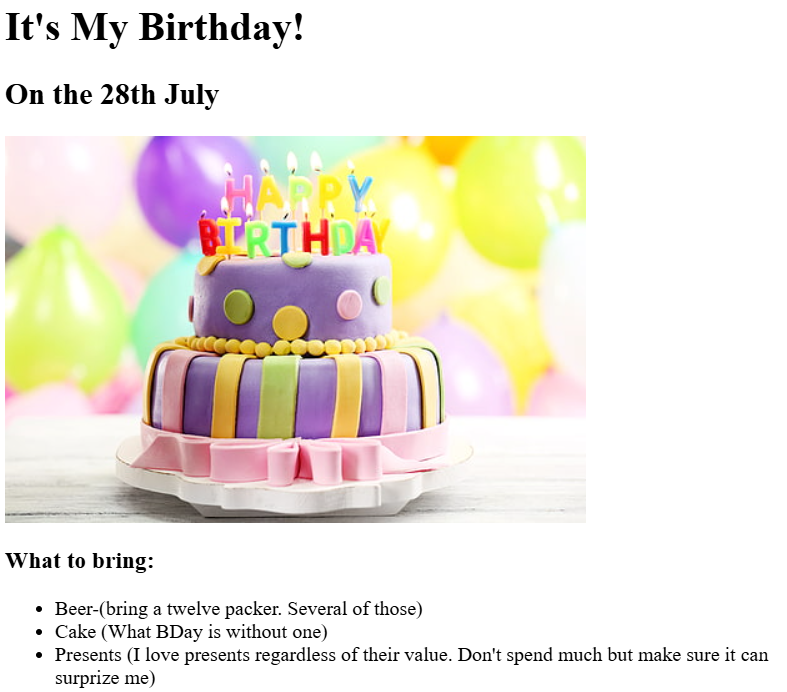 It's My Birthday!
On the 28th July
HAPPY
BIRTHDAY
What to bring:
Beer-(bring a twelve packer. Several of those)
Cake (What BDay is without one)
Presents (I love presents regardless of their value. Don't spend much but make sure it can
surprize me)